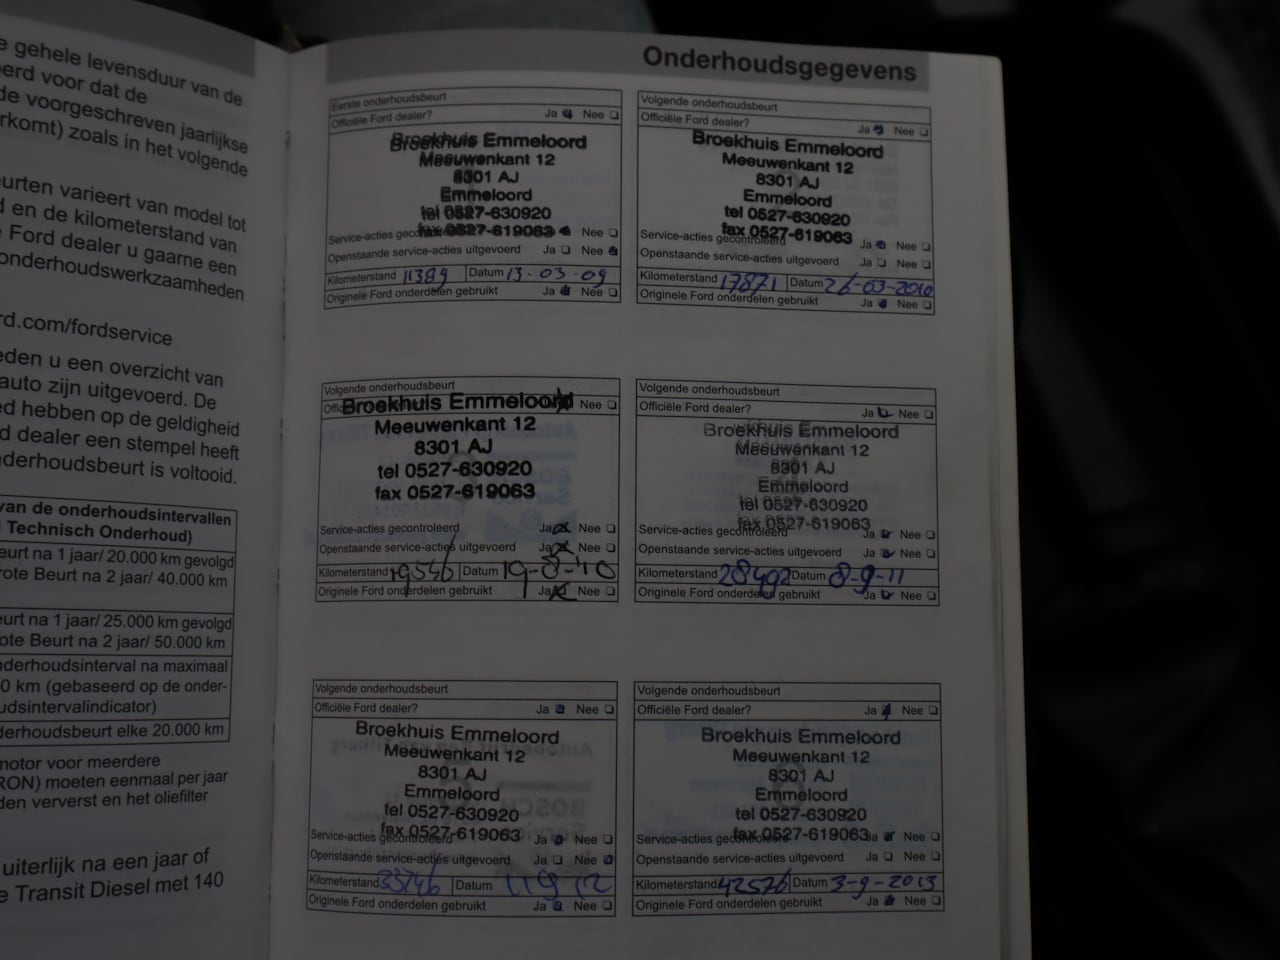 e gehele levensduur van de
erd voor dat de
de voorgeschreven jaarlijkse
rkomt) zoals in het volgende
eurten varieert van model tot
d en de kilometerstand van
e Ford dealer u gaarne een
onderhoudswerkzaamheden
rd.com/fordservice
eden u een overzicht van
auto zijn uitgevoerd. De
ed hebben op de geldigheid
d dealer een stempel heeft
nderhoudsbeurt is voltooid.
van de onderhoudsintervallen
l Technisch Onderhoud)
eurt na 1 jaar/ 20.000 km gevolgd
rote Beurt na 2 jaar/ 40.000 km
eurt na 1 jaar/ 25.000 km gevolgd
ote Beurt na 2 jaar/ 50.000 km
nderhoudsinterval na maximaal
0 km (gebaseerd op de onder-
udsintervalindicator)
derhoudsbeurt elke 20.000 km
motor voor meerdere
RON) moeten eenmaal per jaar
den ververst en het oliefilter
uiterlijk na een jaar of
e Transit Diesel met 140
Onderhoudsgegevens
Eerste onderhoudsbeurt
Officiële Ford dealer? Ja Nee
Broekhuis Emmeloord
Meeuwenkant 12
8301 AJ
Emmeloord
tel 0527-630920
fax 0527-619063
Service-acties gecontroleerd Nee
Openstaande service-acties uitgevoerd Ja Nee
Kilometerstand 11389 Datum 13-03-09
Originele Ford onderdelen gebruikt Ja Nee
Volgende onderhoudsbeurt
Officiële Ford dealer? Ja Nee
Broekhuis Emmeloord
Meeuwenkant 12
8301 AJ
Emmeloord
tel 0527-630920
fax 0527-619063
Service-acties gecontroleerd Ja Nee
Openstaande service-acties uitgevoerd Ja Nee
Kilometerstand 17871 Datum 26-03-2010
Originele Ford onderdelen gebruikt Ja Nee
Volgende onderhoudsbeurt
Nee
Broekhuis Emmeloord
Meeuwenkant 12
8301 AJ
tel 0527-630920
fax 0527-619063
Service-acties gecontroleerd Ja Nee
Openstaande service-acties uitgevoerd Ja Nee
Kilometerstand 19546 Datum 19-8-'10
Originele Ford onderdelen gebruikt Ja Nee
Volgende onderhoudsbeurt
Officiële Ford dealer? Ja Nee
Broekhuis Emmeloord
Meeuwenkant 12
8301 AJ
Emmeloord
tel 0527-630920
fax 0527-619063
Service-acties gecontroleerd Ja Nee
Openstaande service-acties uitgevoerd Ja Nee
Kilometerstand 28492 Datum 8-9-11
Originele Ford onderdelen gebruikt Ja Nee
Volgende onderhoudsbeurt
Officiële Ford dealer? Ja Nee
Broekhuis Emmeloord
Meeuwenkant 12
8301 AJ
Emmeloord
tel 0527-630920
fax 0527-619063
Service-acties gecontroleerd Ja Nee
Openstaande service-acties uitgevoerd Ja Nee
Kilometerstand Datum
Originele Ford onderdelen gebruikt Ja Nee
Volgende onderhoudsbeurt
Officiële Ford dealer? Ja Nee
Broekhuis Emmeloord
Meeuwenkant 12
8301 AJ
Emmeloord
tel 0527-630920
fax 0527-619063
Service-acties gecontroleerd Ja Nee
Openstaande service-acties uitgevoerd Ja Nee
Kilometerstand 42576 Datum 3-9-2013
Originele Ford onderdelen gebruikt Ja Nee